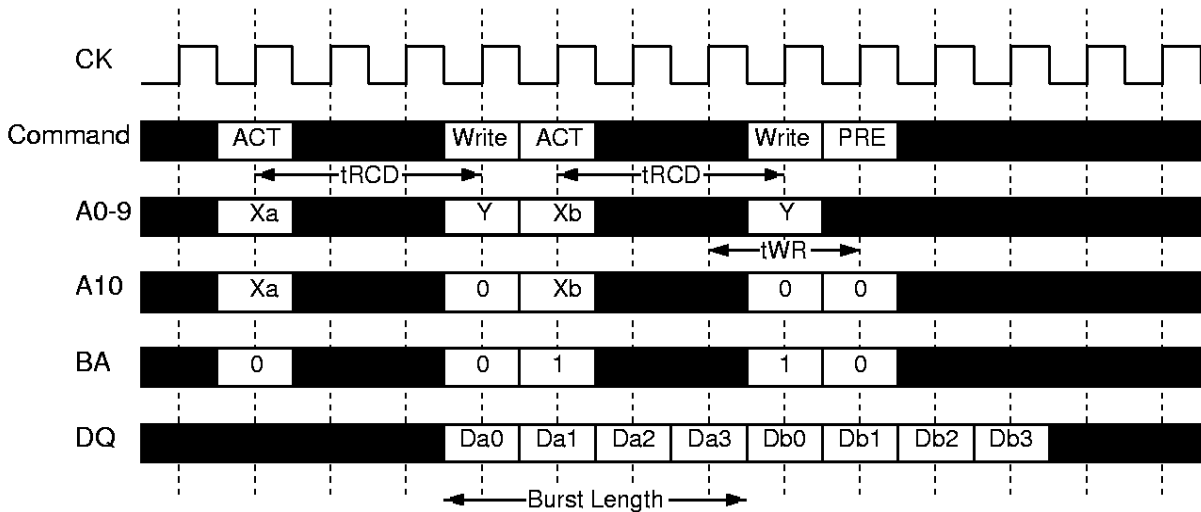 CK
Command ACT Write ACT Write PRE
tRCD tRCD
A0-9 Xa Y Xb Y
tWR
A10 Xa 0 Xb 0 0
BA 0 0 1 1 0
DQ Da0 Da1 Da2 Da3 Db0 Db1 Db2 Db3
Burst Length